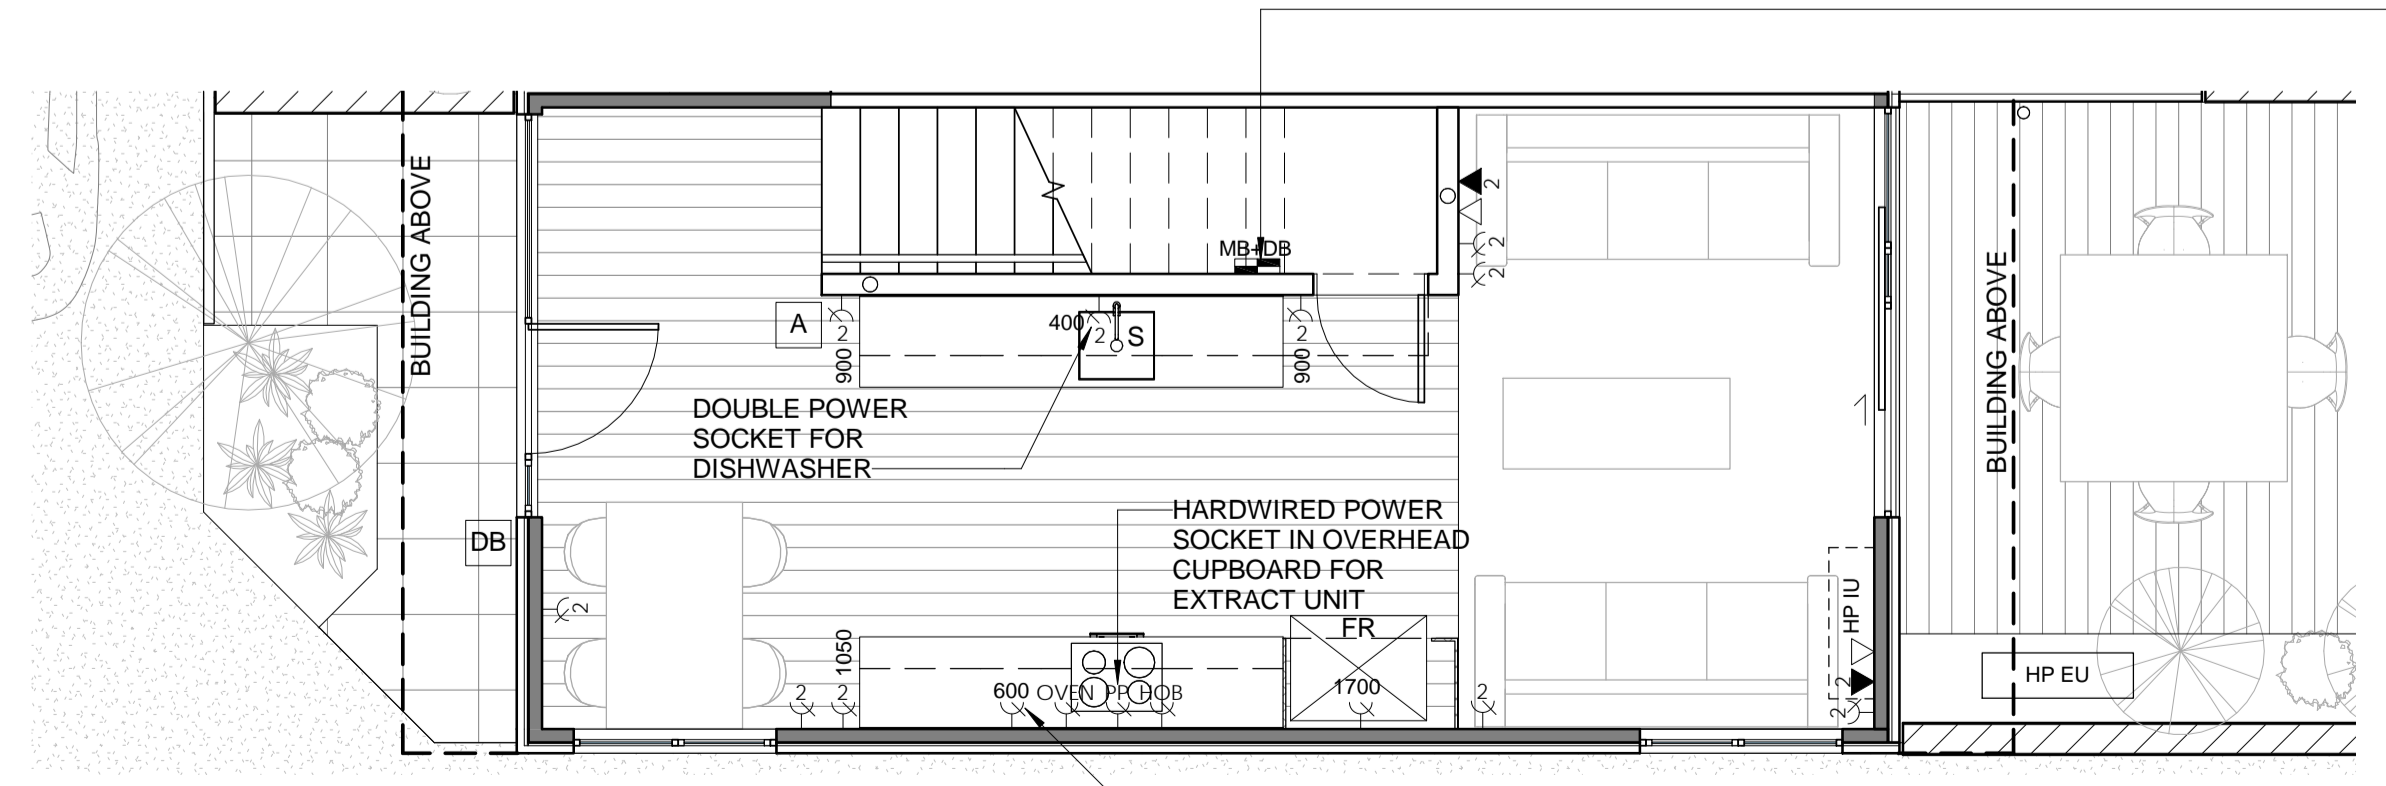 BUILDING ABOVE
MB+DB
2
2
2
A
2
900
400
2
S
2
900
DOUBLE POWER
SOCKET FOR
DISHWASHER
BUILDING ABOVE
DB
HARDWIRED POWER
SOCKET IN OVERHEAD
CUPBOARD FOR
EXTRACT UNIT
FR
2
1050
2
2
600
OVEN PP HOB
1700
2
HP IU
2
2
HP EU